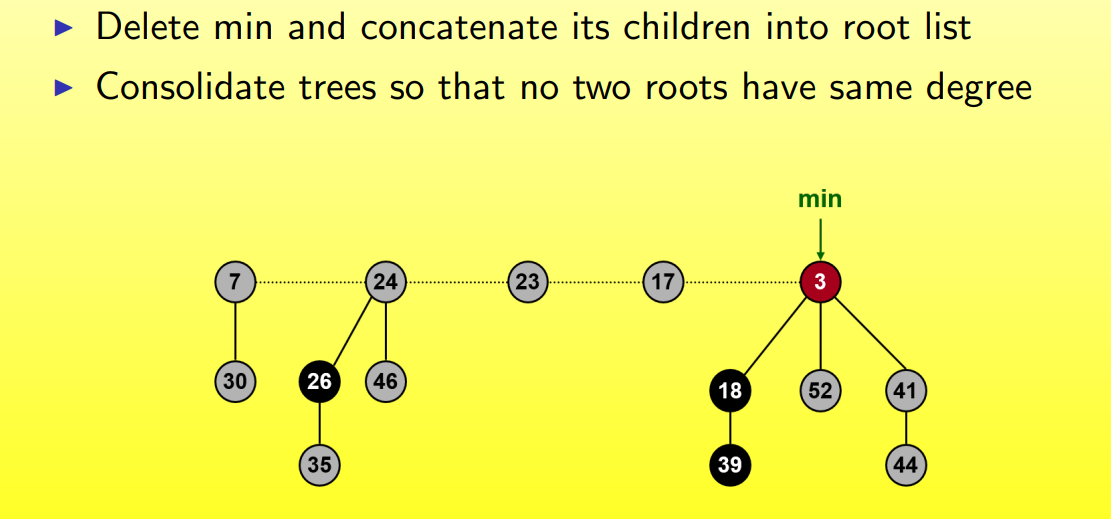 ▶ Delete min and concatenate its children into root list
▶ Consolidate trees so that no two roots have same degree
min
7 24 23 17 3
30 26 46 18 52 41
35 39 44